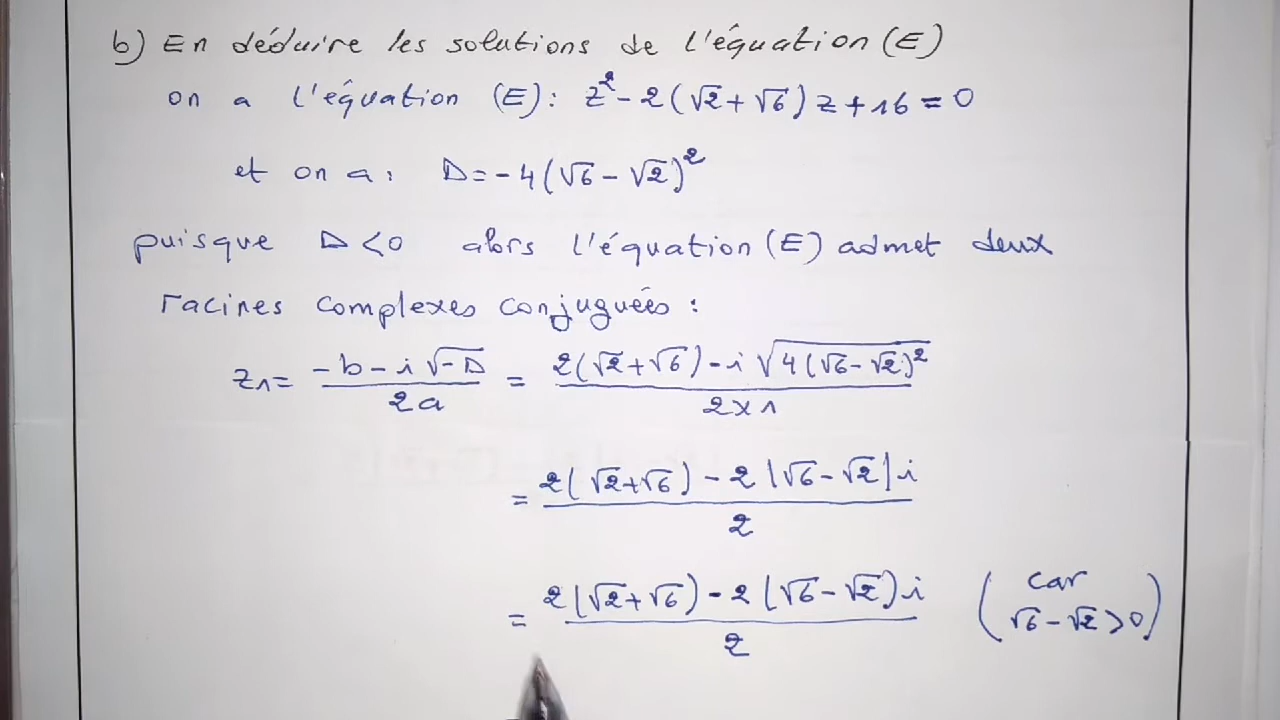 b) En déduire les solutions de l'équation (E)
on a l'équation (E): z² - 2(√2 + √6) z + 16 = 0
et on a: Δ = -4(√6 - √2)²
puisque Δ < 0 alors l'équation (E) admet deux
racines complexes conjuguées :
z₁ = (-b - i√-Δ)/(2a) = (2(√2+√6) - i√(4(√6-√2)²))/(2×1)
= (2(√2+√6) - 2|√6-√2|i)/2
= (2(√2+√6) - 2(√6-√2)i)/2 (car √6-√2>0)